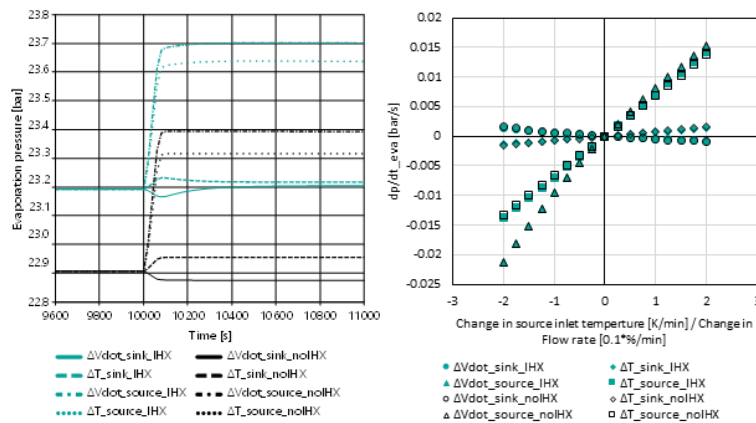 23.8
23.7
23.6
23.5
23.4
23.3
23.2
23.1
23.0
22.9
22.8
Evaporation pressure [bar]
9600 9800 10000 10200 10400 10600 10800 11000
Time [s]
ΔVdot_sink_IHX ΔVdot_sink_noIHX
ΔT_sink_IHX ΔT_sink_noIHX
ΔVdot_source_IHX ΔVdot_source_noIHX
ΔT_source_IHX ΔT_source_noIHX
0.02
0.015
0.01
0.005
0
-0.005
-0.01
-0.015
-0.02
-0.025
dp/dt_eva [bar/s]
-3 -2 -1 0 1 2 3
Change in source inlet temperture [K/min] / Change in
Flow rate [0.1*%/min]
ΔVdot_sink_IHX ΔT_sink_IHX
ΔVdot_source_IHX ΔT_source_IHX
ΔVdot_sink_noIHX ΔT_sink_noIHX
ΔVdot_source_noIHX ΔT_source_noIHX